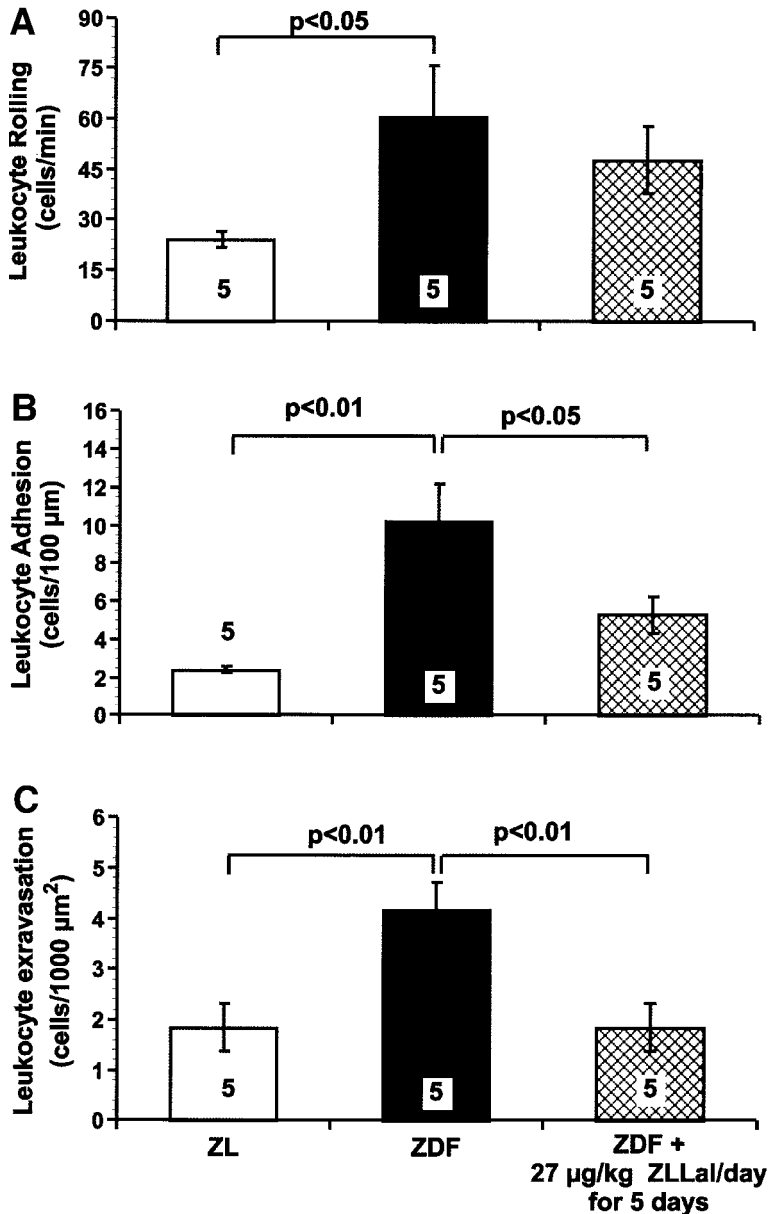 A
90
p<0.05
75
60
45
30
15
0
Leukocyte Rolling
(cells/min)
5
5
5
B
16
p<0.01
p<0.05
14
12
10
8
6
4
2
0
Leukocyte Adhesion
(cells/100 µm)
5
5
5
C
6
p<0.01
p<0.01
5
4
3
2
1
0
Leukocyte exravasation
(cells/1000 µm²)
5
5
5
ZL
ZDF
ZDF +
27 µg/kg ZLLal/day
for 5 days